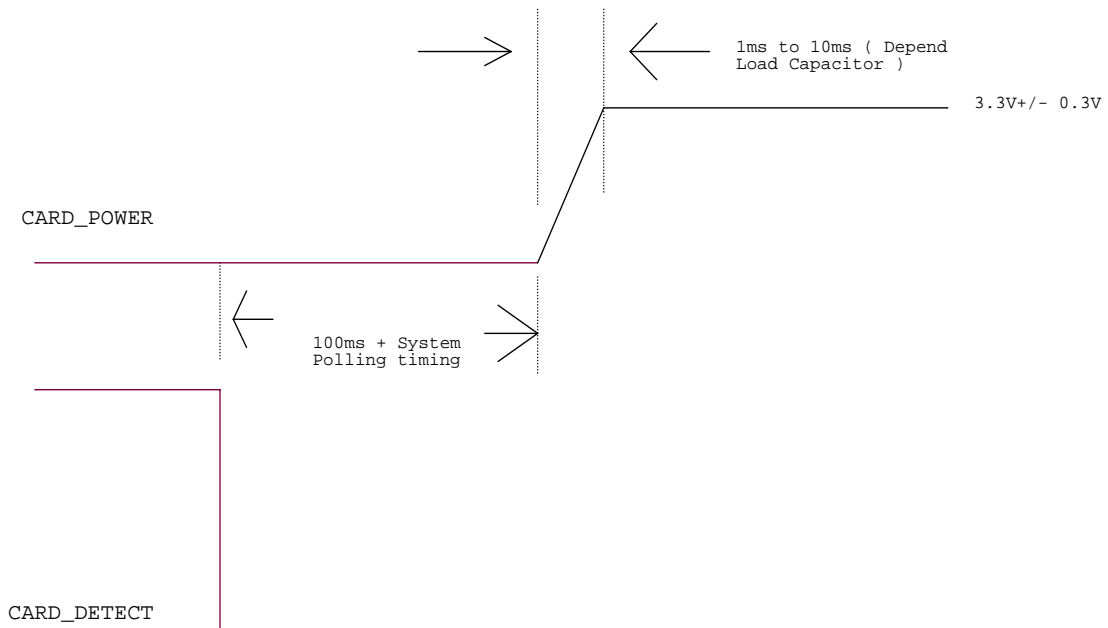 1ms to 10ms ( Depend
Load Capacitor )
3.3V+/- 0.3V
CARD_POWER
100ms + System
Polling timing
CARD_DETECT